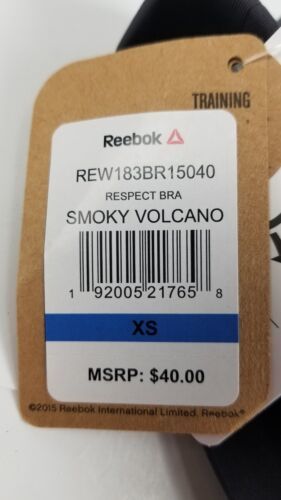 TRAINING
Reebok
REW183BR15040
RESPECT BRA
SMOKY VOLCANO
1 92005 21765 8
XS
MSRP: $40.00
©2015 Reebok International Limited. Reebok®